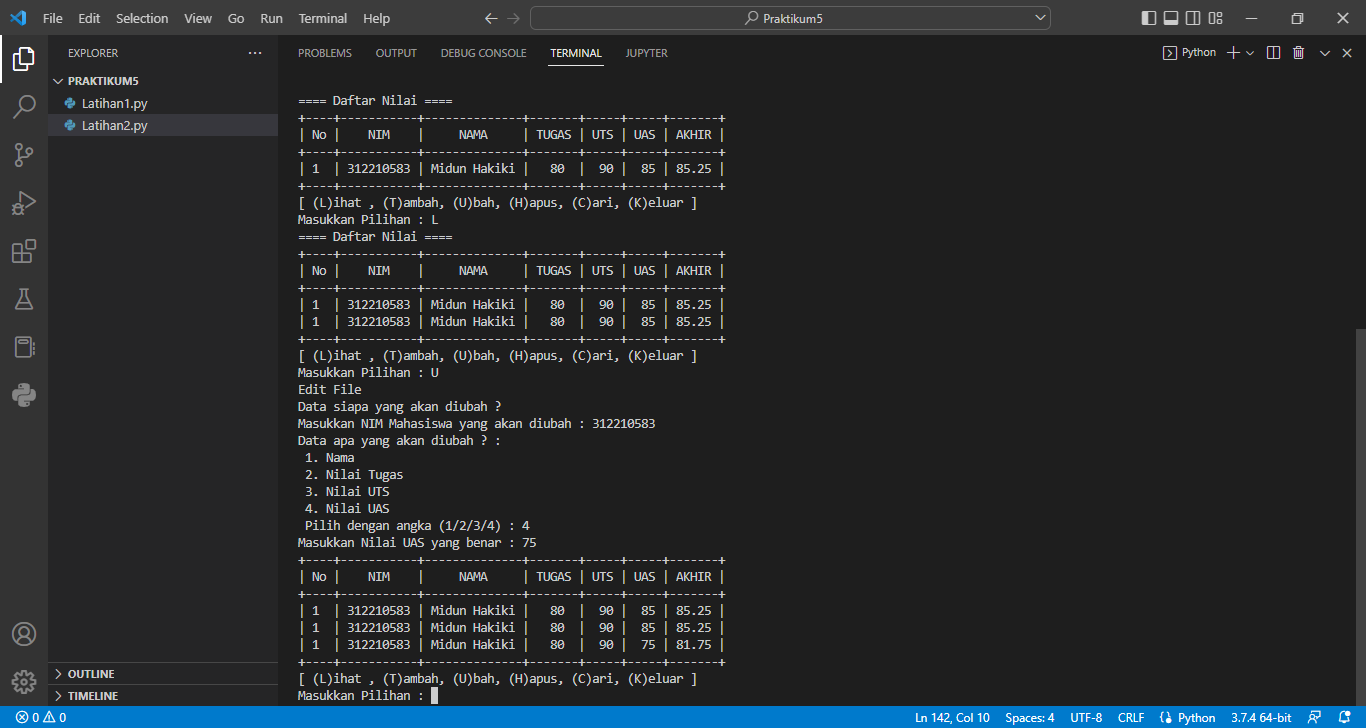 File Edit Selection View Go Run Terminal Help
Praktikum5
EXPLORER
PRAKTIKUM5
Latihan1.py
Latihan2.py
OUTLINE
TIMELINE
PROBLEMS OUTPUT DEBUG CONSOLE TERMINAL JUPYTER
Python
==== Daftar Nilai ====
+----+-----------+--------------+-------+-----+-----+-------+
| No |    NIM    |     NAMA     | TUGAS | UTS | UAS | AKHIR |
+----+-----------+--------------+-------+-----+-----+-------+
| 1  | 312210583 | Midun Hakiki |   80  |  90 |  85 | 85.25 |
+----+-----------+--------------+-------+-----+-----+-------+
[ (L)ihat , (T)ambah, (U)bah, (H)apus, (C)ari, (K)eluar ]
Masukkan Pilihan : L
==== Daftar Nilai ====
+----+-----------+--------------+-------+-----+-----+-------+
| No |    NIM    |     NAMA     | TUGAS | UTS | UAS | AKHIR |
+----+-----------+--------------+-------+-----+-----+-------+
| 1  | 312210583 | Midun Hakiki |   80  |  90 |  85 | 85.25 |
| 1  | 312210583 | Midun Hakiki |   80  |  90 |  85 | 85.25 |
+----+-----------+--------------+-------+-----+-----+-------+
[ (L)ihat , (T)ambah, (U)bah, (H)apus, (C)ari, (K)eluar ]
Masukkan Pilihan : U
Edit File
Data siapa yang akan diubah ?
Masukkan NIM Mahasiswa yang akan diubah : 312210583
Data apa yang akan diubah ? :
 1. Nama
 2. Nilai Tugas
 3. Nilai UTS
 4. Nilai UAS
 Pilih dengan angka (1/2/3/4) : 4
Masukkan Nilai UAS yang benar : 75
+----+-----------+--------------+-------+-----+-----+-------+
| No |    NIM    |     NAMA     | TUGAS | UTS | UAS | AKHIR |
+----+-----------+--------------+-------+-----+-----+-------+
| 1  | 312210583 | Midun Hakiki |   80  |  90 |  85 | 85.25 |
| 1  | 312210583 | Midun Hakiki |   80  |  90 |  85 | 85.25 |
| 1  | 312210583 | Midun Hakiki |   80  |  90 |  75 | 81.75 |
+----+-----------+--------------+-------+-----+-----+-------+
[ (L)ihat , (T)ambah, (U)bah, (H)apus, (C)ari, (K)eluar ]
Masukkan Pilihan :
0 0 Ln 142, Col 10 Spaces: 4 UTF-8 CRLF Python 3.7.4 64-bit